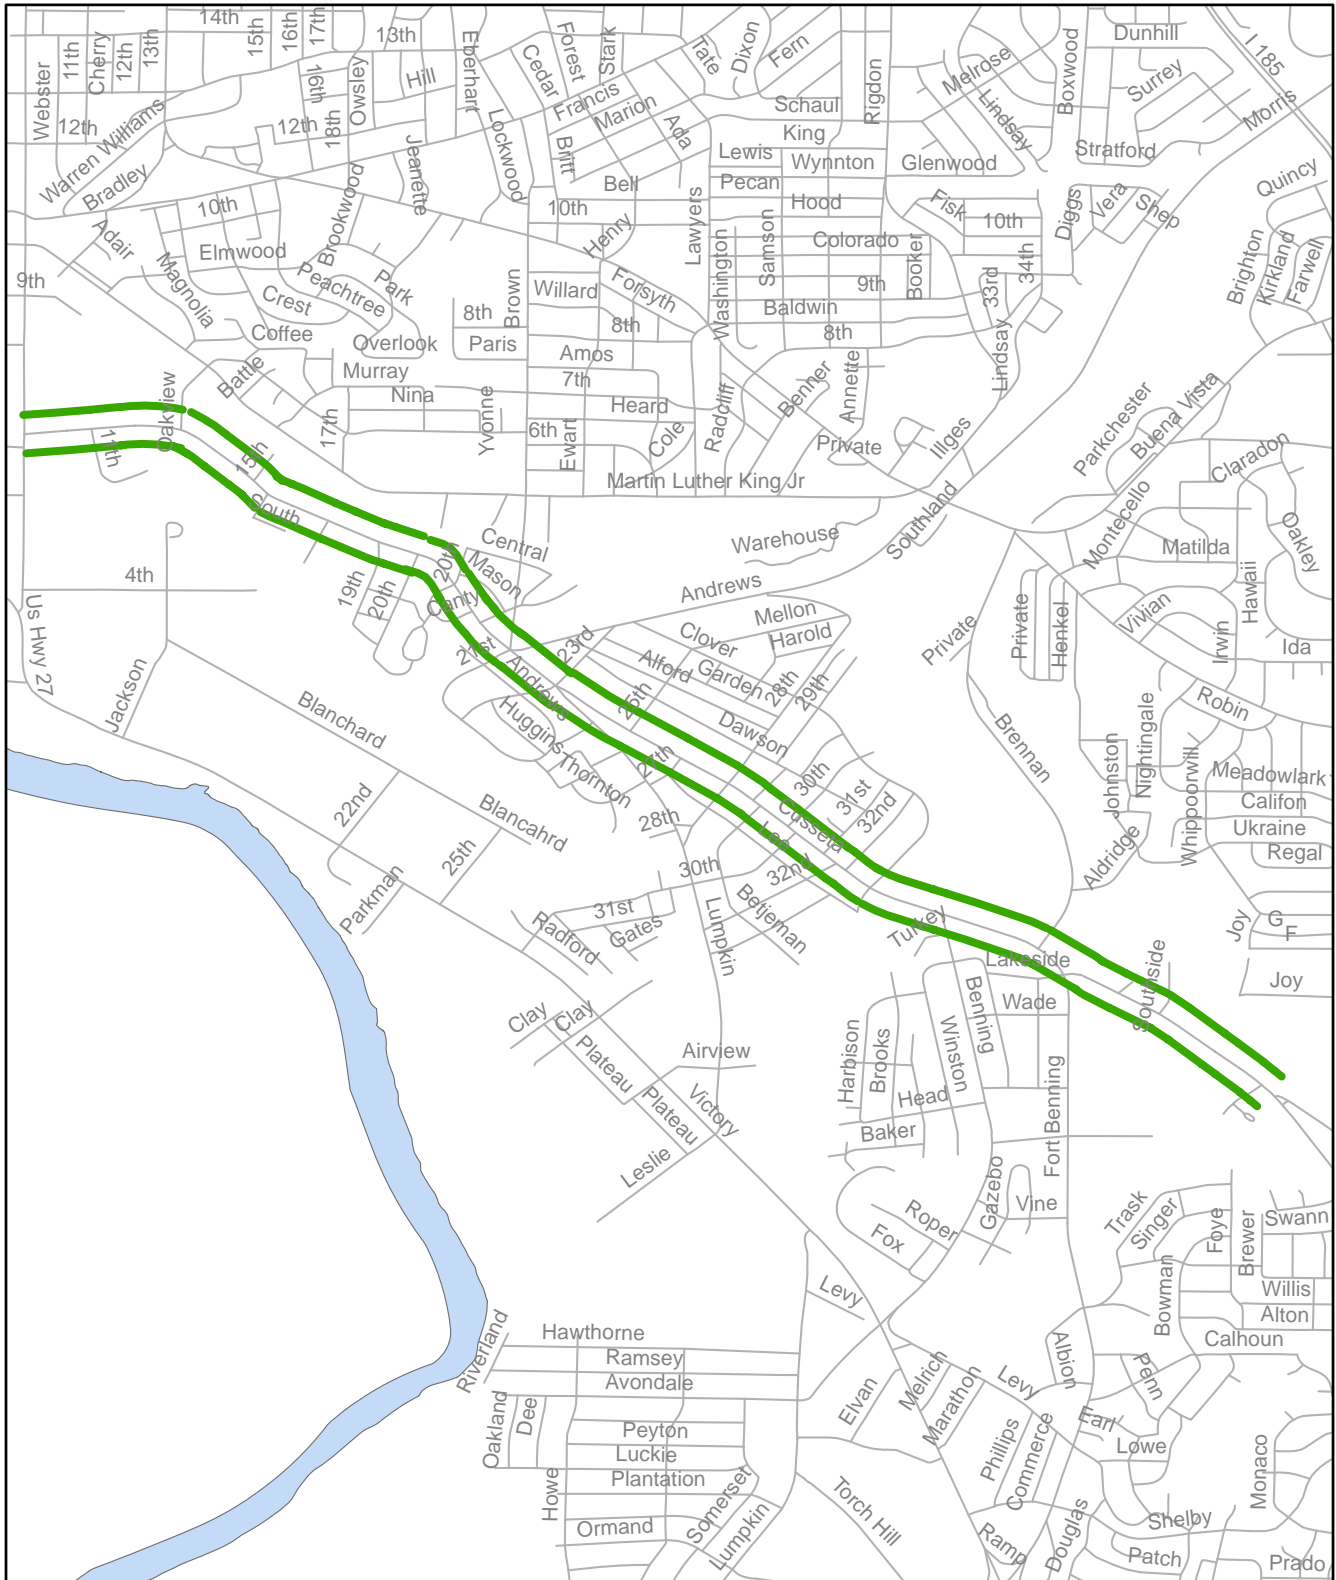 14th
15th
16th
17th
13th
Eberhart
Cedar
Forest
Stark
Tate
Dixon
Fern
Dunhill
I 185
Webster
11th
Cherry
12th
13th
16th
Owsley
Hill
Francis
Marion
Ada
Schaul
Rigdon
Melrose
Lindsay
Boxwood
Surrey
Morris
12th
Warren Williams
12th
18th
Lockwood
Britt
King
Lewis
Wynnton
Glenwood
Stratford
Bradley
Jeanette
Bell
Pecan
Quincy
10th
Brookwood
10th
Henry
Lawyers
Hood
Fisk
10th
Diggs
Vera
Shep
Adair
Elmwood
Washington
Samson
Colorado
Booker
Brighton
Kirkland
Farwell
9th
Magnolia
Peachtree
Park
Brown
Willard
Forsyth
9th
33rd
34th
Crest
8th
Baldwin
Coffee
Overlook
Paris
8th
8th
Lindsay
Battle
Murray
Amos
7th
Radcliff
Benner
Annette
Oakview
Nina
Heard
Parkchester
Buena Vista
11th
15th
17th
Yvonne
6th
Ewart
Cole
Private
Illges
Claradon
South
Martin Luther King Jr
Montecello
Oakley
Central
Warehouse
Southland
Matilda
4th
19th
20th
20th
Mason
Andrews
Hawaii
Us Hwy 27
Canty
Mellon
Private
Private
Henkel
Vivian
Irwin
21st
23rd
Clover
Harold
Ida
Jackson
Andrews
Alford
Garden
28th
29th
Robin
Blanchard
Huggins
25th
Dawson
Brennan
Nightingale
Thornton
27th
30th
Johnston
Whippoorwill
Meadowlark
22nd
Blancahrd
28th
Cusseta
31st
32nd
Califon
Lee
Ukraine
25th
30th
32nd
Aldridge
Regal
Parkman
31st
Betjeman
Radford
Gates
Lumpkin
Turkey
Joy
G
F
Lakeside
Southside
Joy
Clay
Clay
Benning
Wade
Plateau
Airview
Harbison
Brooks
Winston
Plateau
Victory
Head
Fort Benning
Baker
Leslie
Gazebo
Vine
Trask
Singer
Foye
Brewer
Swann
Roper
Fox
Levy
Bowman
Willis
Alton
Riverland
Hawthorne
Calhoun
Ramsey
Avondale
Melrich
Levy
Albion
Penn
Oakland
Dee
Elvan
Marathon
Earl
Peyton
Luckie
Phillips
Commerce
Lowe
Monaco
Howe
Plantation
Somerset
Torch Hill
Ormand
Lumpkin
Ramp
Douglas
Shelby
Patch
Prado